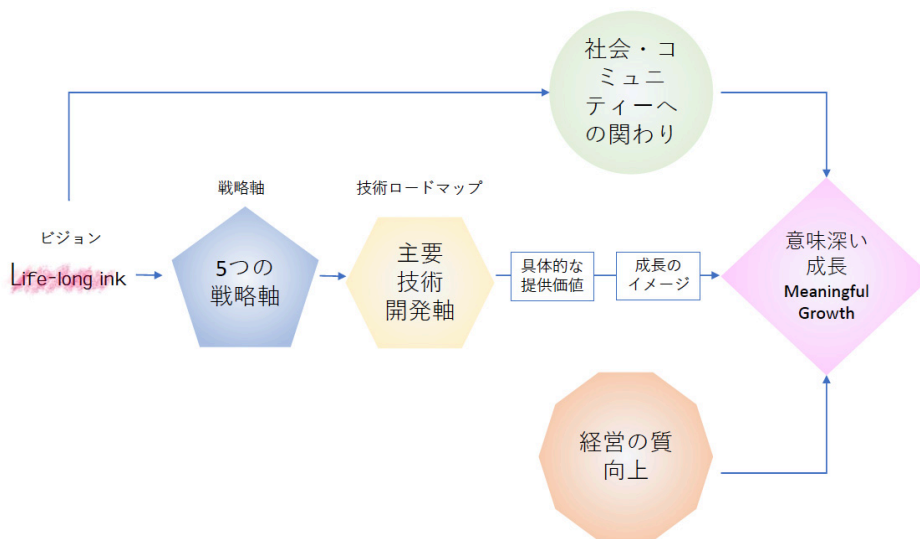 社会・コ
ミュニ
ティーへ
の関わり
戦略軸
技術ロードマップ
ビジョン
Life-long ink
5つの
戦略軸
主要
技術
開発軸
具体的な
提供価値
成長の
イメージ
意味深い
成長
Meaningful
Growth
経営の質
向上